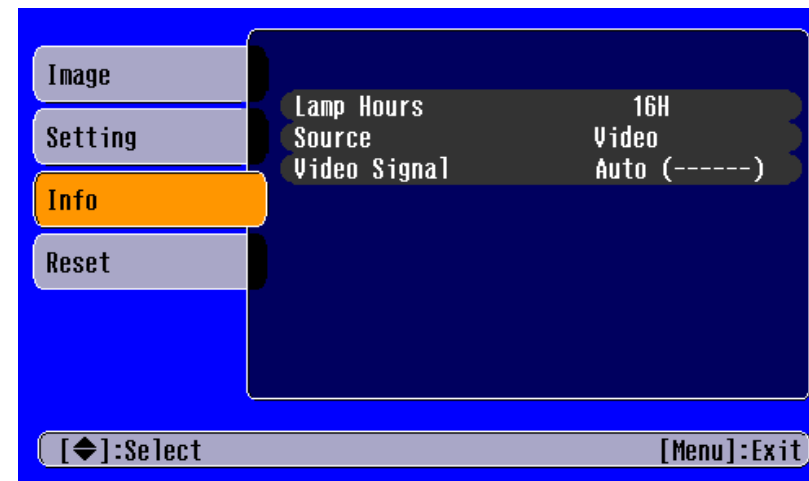 Image
Setting
Info
Reset
Lamp Hours 16H
Source Video
Video Signal Auto (------)
[◆]:Select [Menu]:Exit